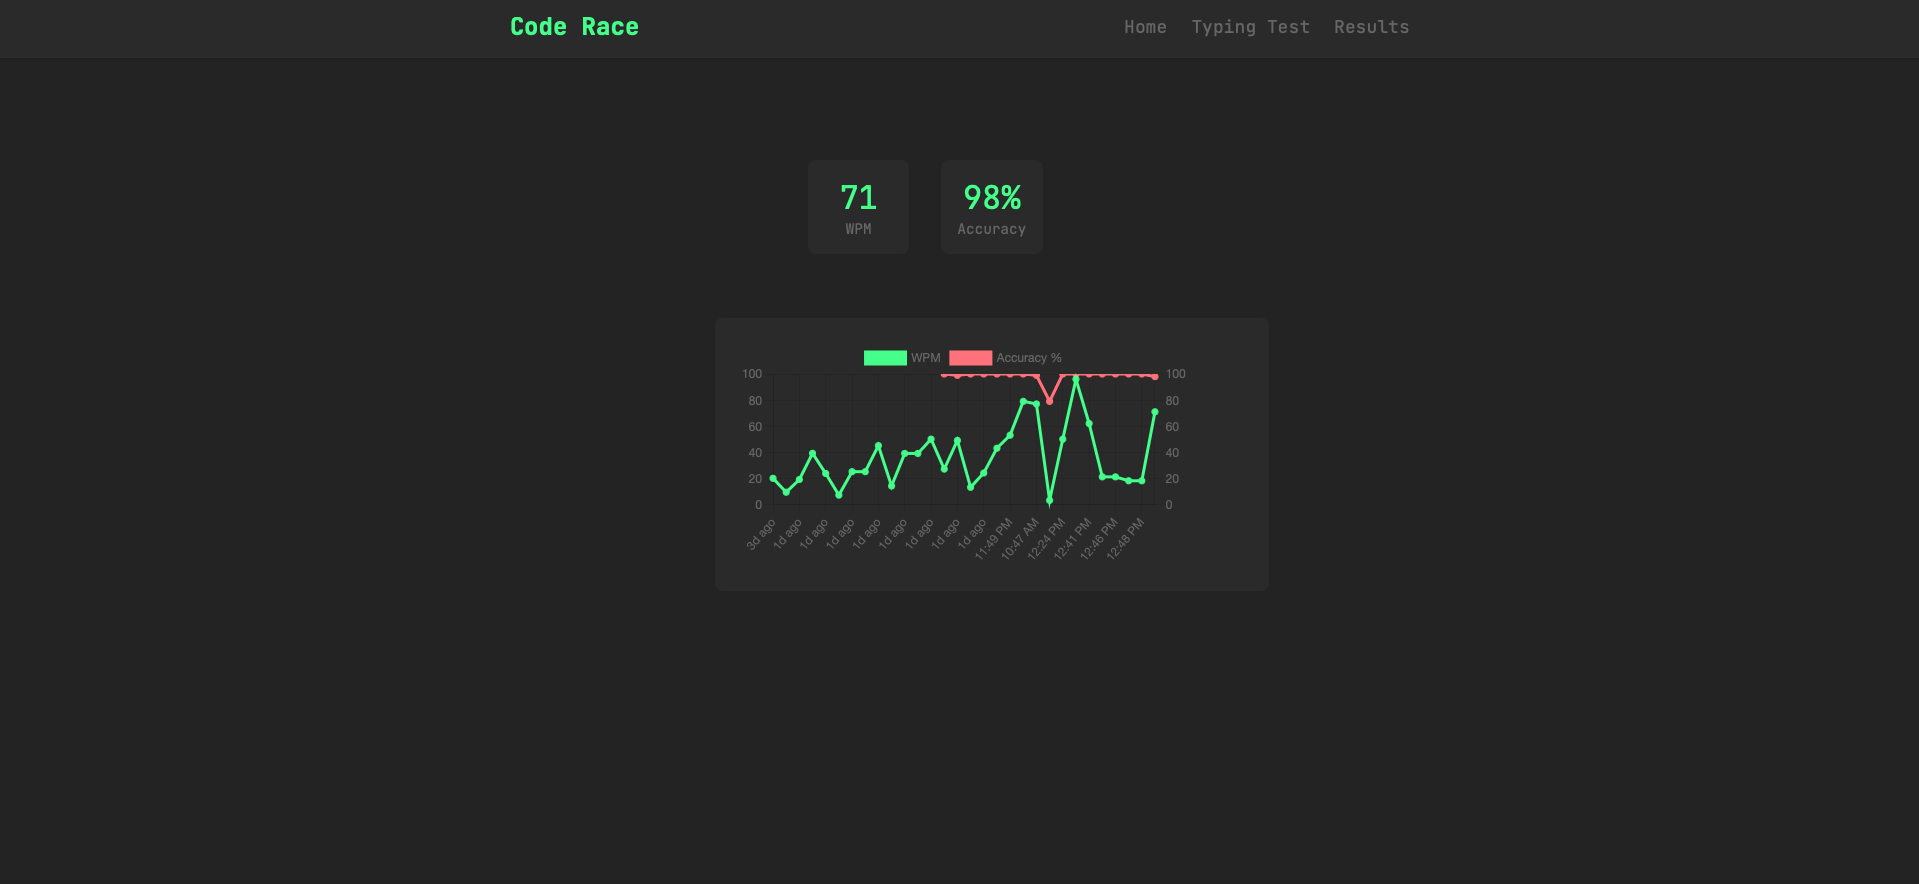 Code Race
Home Typing Test Results
71
WPM
98%
Accuracy
WPM Accuracy %
100
80
60
40
20
0
100
80
60
40
20
0
3d ago
1d ago
1d ago
1d ago
1d ago
1d ago
1d ago
1d ago
1d ago
11:49 PM
10:47 AM
12:24 PM
12:41 PM
12:46 PM
12:48 PM